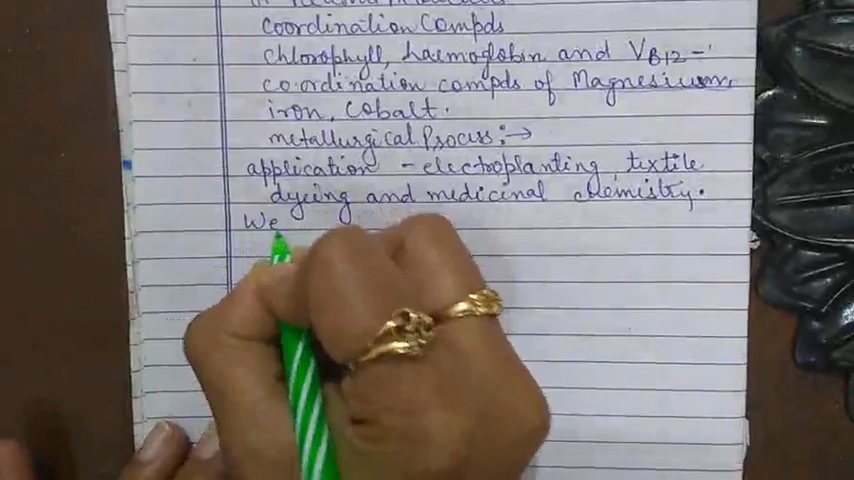 coordination compds
chlorophyll, haemoglobin and VB12 -
co.ordination compds of Magnesium,
iron, cobalt.
metallurgical Process :→
application - electroplanting, textile
dyeing and medicinal chemistry.
We